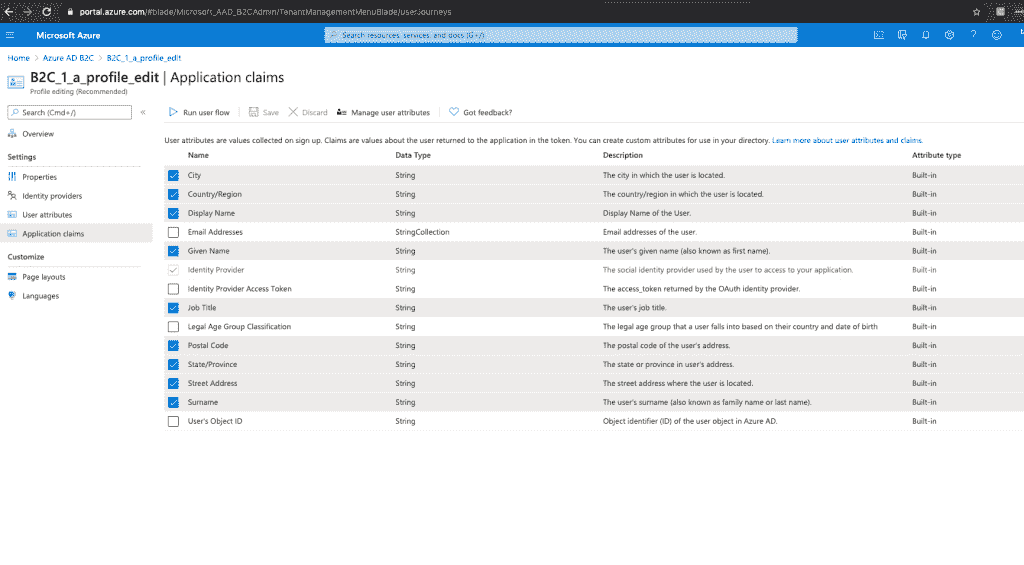 portal.azure.com/#blade/Microsoft_AAD_B2CAdmin/TenantManagementMenuBlade/userJourneys
Microsoft Azure
Search resources, services, and docs (G+/)
Home > Azure AD B2C > B2C_1_a_profile_edit
B2C_1_a_profile_edit | Application claims
Profile editing (Recommended)
Search (Cmd+/)
«
Run user flow
Save
Discard
Manage user attributes
Got feedback?
Overview
Settings
Properties
Identity providers
User attributes
Application claims
Customize
Page layouts
Languages
User attributes are values collected on sign up. Claims are values about the user returned to the application in the token. You can create custom attributes for use in your directory. Learn more about user attributes and claims.
Name Data Type Description Attribute type
City String The city in which the user is located. Built-in
Country/Region String The country/region in which the user is located. Built-in
Display Name String Display Name of the User. Built-in
Email Addresses StringCollection Email addresses of the user. Built-in
Given Name String The user's given name (also known as first name). Built-in
Identity Provider String The social identity provider used by the user to access to your application. Built-in
Identity Provider Access Token String The access_token returned by the OAuth identity provider. Built-in
Job Title String The user's job title. Built-in
Legal Age Group Classification String The legal age group that a user falls into based on their country and date of birth Built-in
Postal Code String The postal code of the user's address. Built-in
State/Province String The state or province in user's address. Built-in
Street Address String The street address where the user is located. Built-in
Surname String The user's surname (also known as family name or last name). Built-in
User's Object ID String Object identifier (ID) of the user object in Azure AD. Built-in